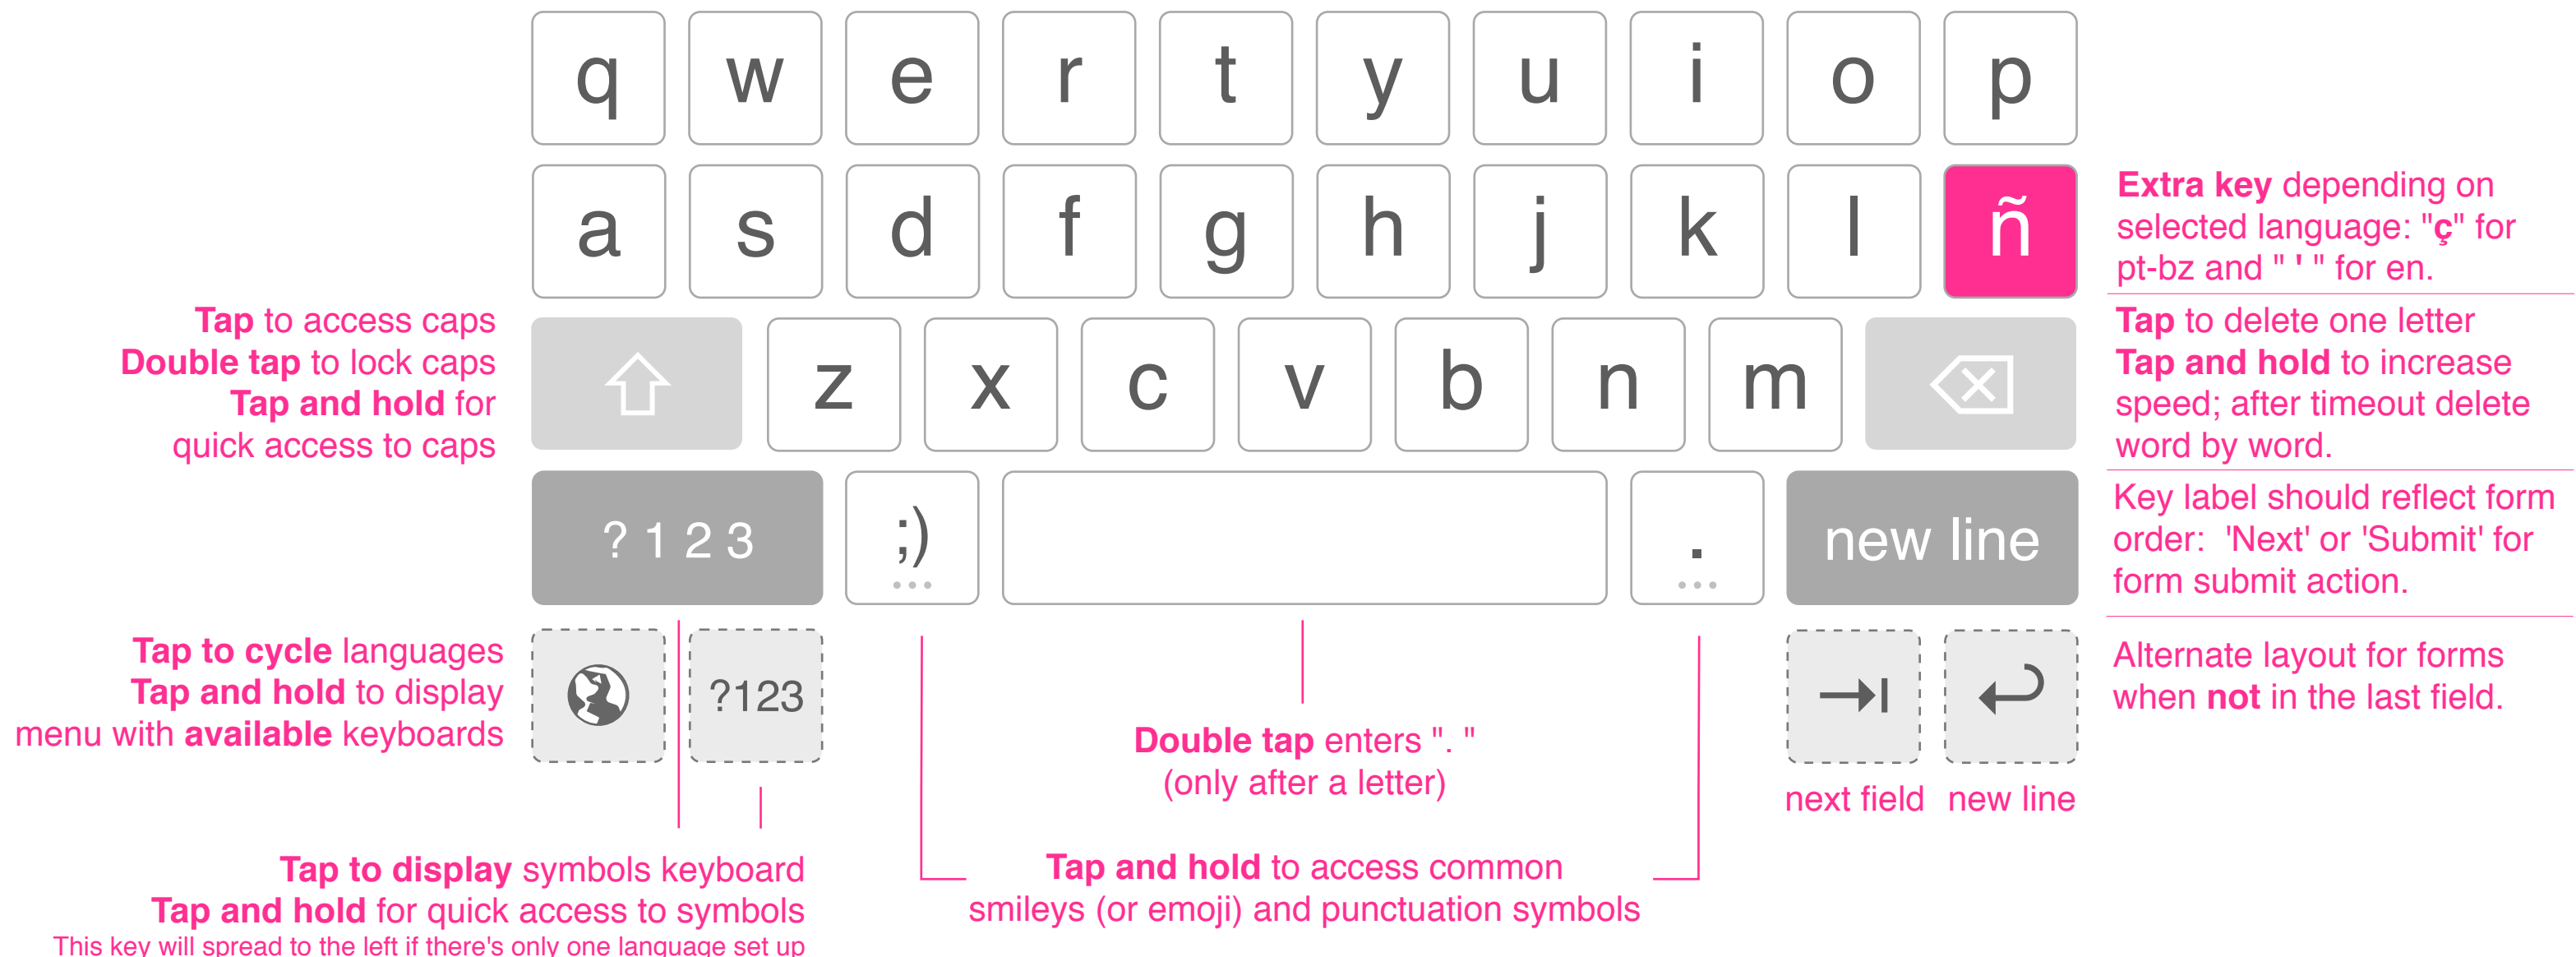 q w e r t y u i o p
a s d f g h j k l ñ
Extra key depending on
selected language: "ç" for
pt-bz and " ' " for en.
Tap to access caps
Double tap to lock caps
Tap and hold for
quick access to caps
z x c v b n m
Tap to delete one letter
Tap and hold to increase
speed; after timeout delete
word by word.
? 1 2 3 ;) . new line
Key label should reflect form
order: 'Next' or 'Submit' for
form submit action.
Tap to cycle languages
Tap and hold to display
menu with available keyboards
?123
Alternate layout for forms
when not in the last field.
next field new line
Double tap enters ". "
(only after a letter)
Tap to display symbols keyboard
Tap and hold for quick access to symbols
This key will spread to the left if there's only one language set up
Tap and hold to access common
smileys (or emoji) and punctuation symbols